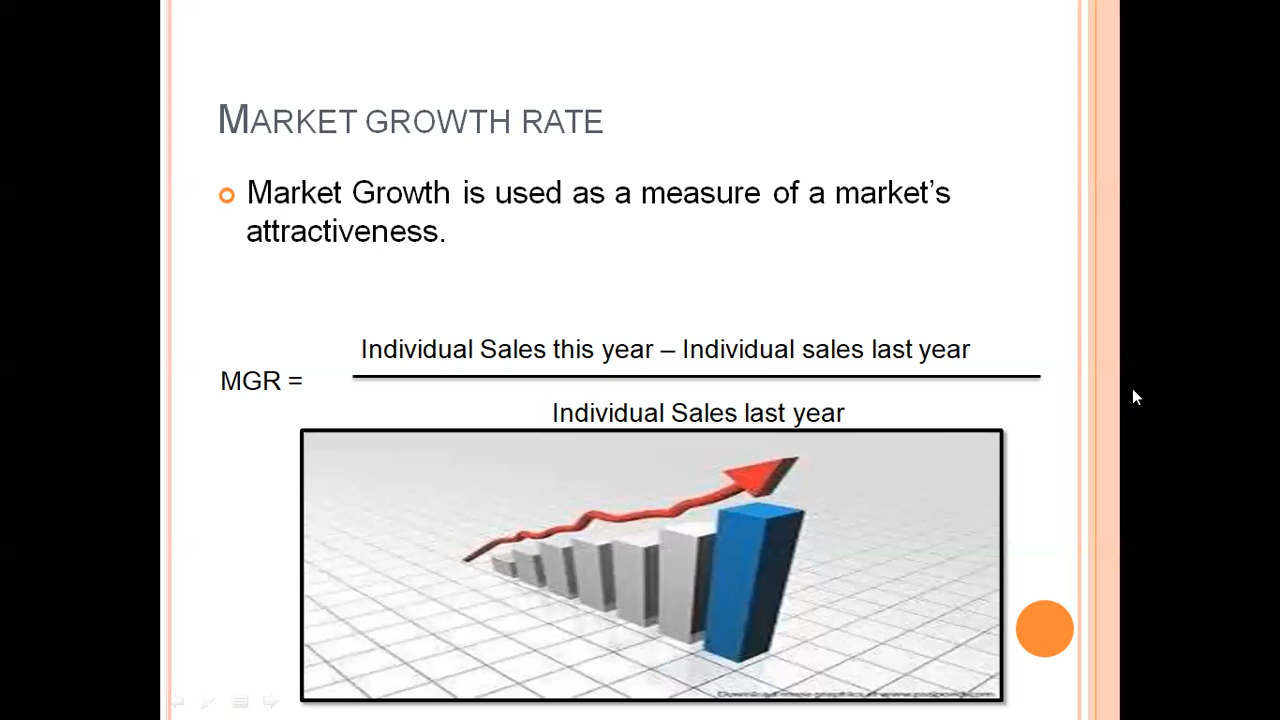 MARKET GROWTH RATE
Market Growth is used as a measure of a market’s
attractiveness.
Individual Sales this year – Individual sales last year
MGR =
Individual Sales last year